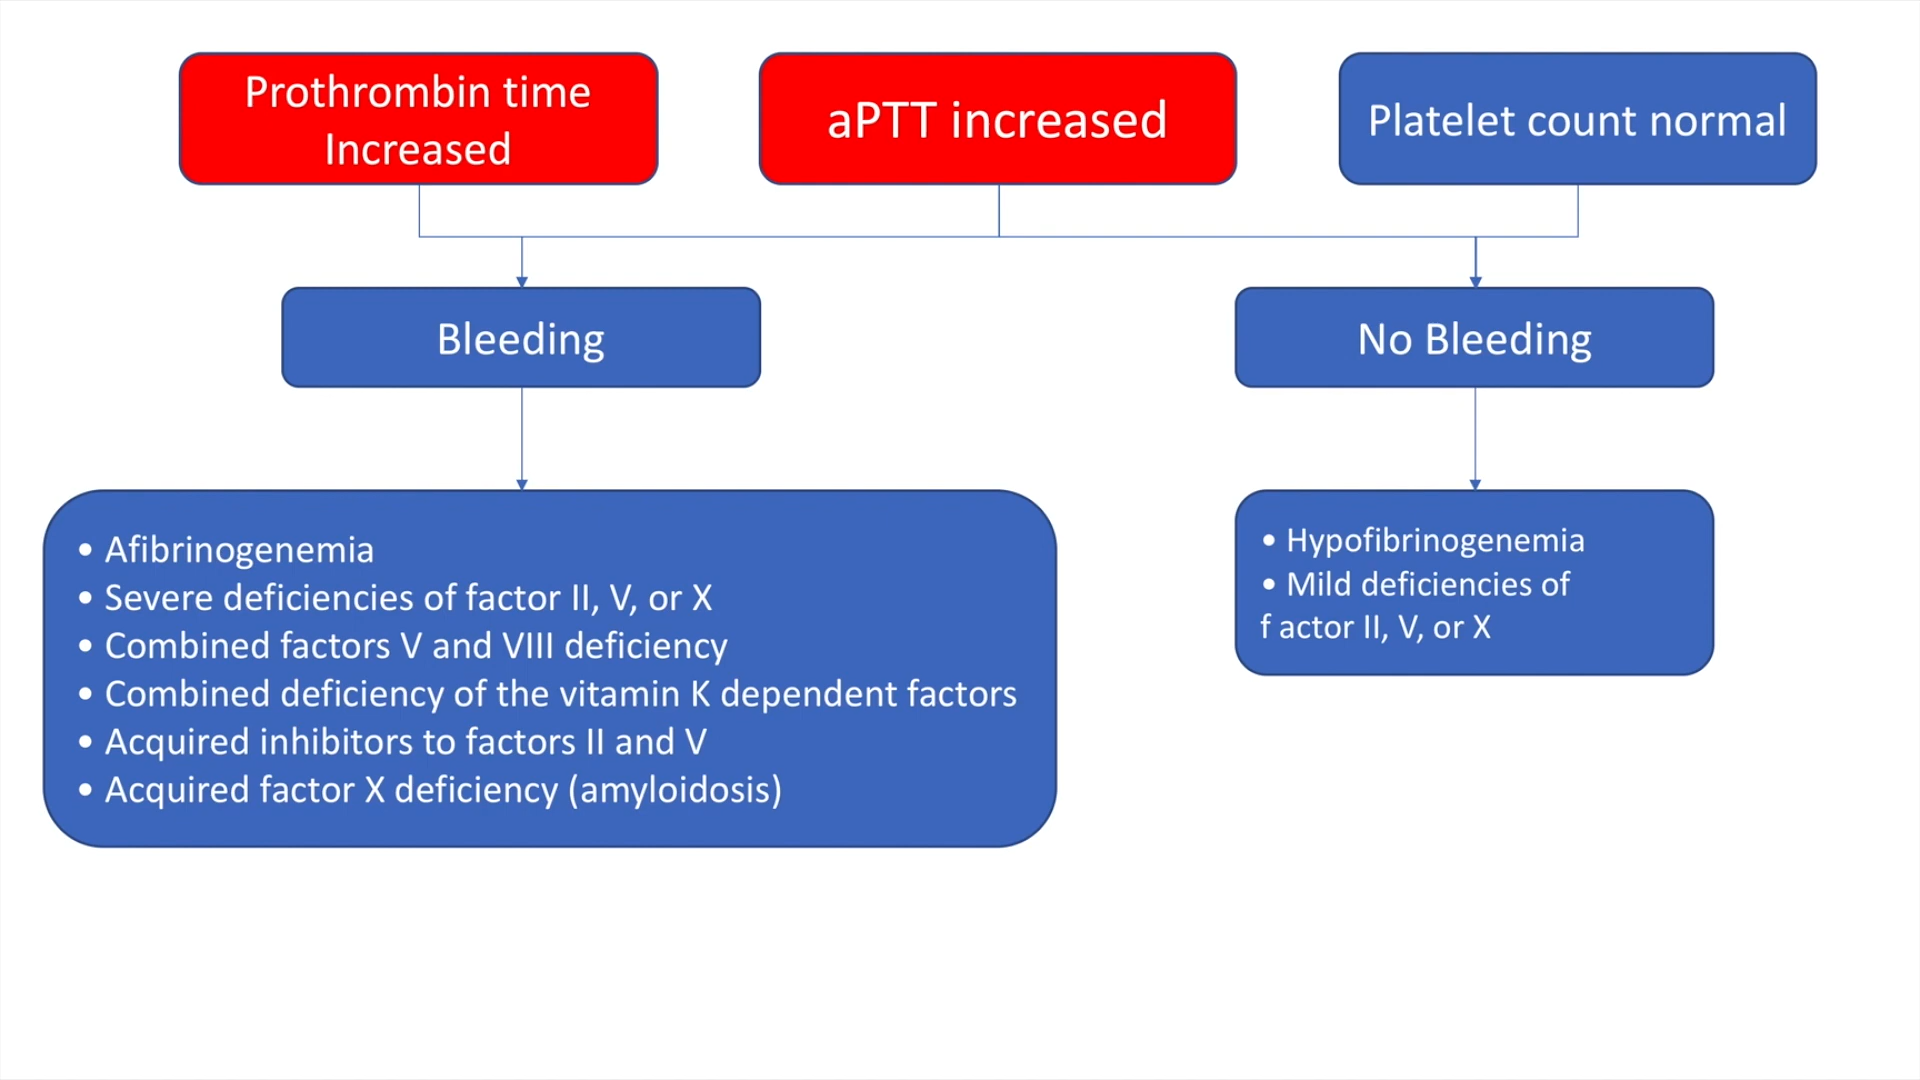 Prothrombin time
Increased
aPTT increased
Platelet count normal
Bleeding
No Bleeding
• Afibrinogenemia
• Severe deficiencies of factor II, V, or X
• Combined factors V and VIII deficiency
• Combined deficiency of the vitamin K dependent factors
• Acquired inhibitors to factors II and V
• Acquired factor X deficiency (amyloidosis)
• Hypofibrinogenemia
• Mild deficiencies of
f actor II, V, or X